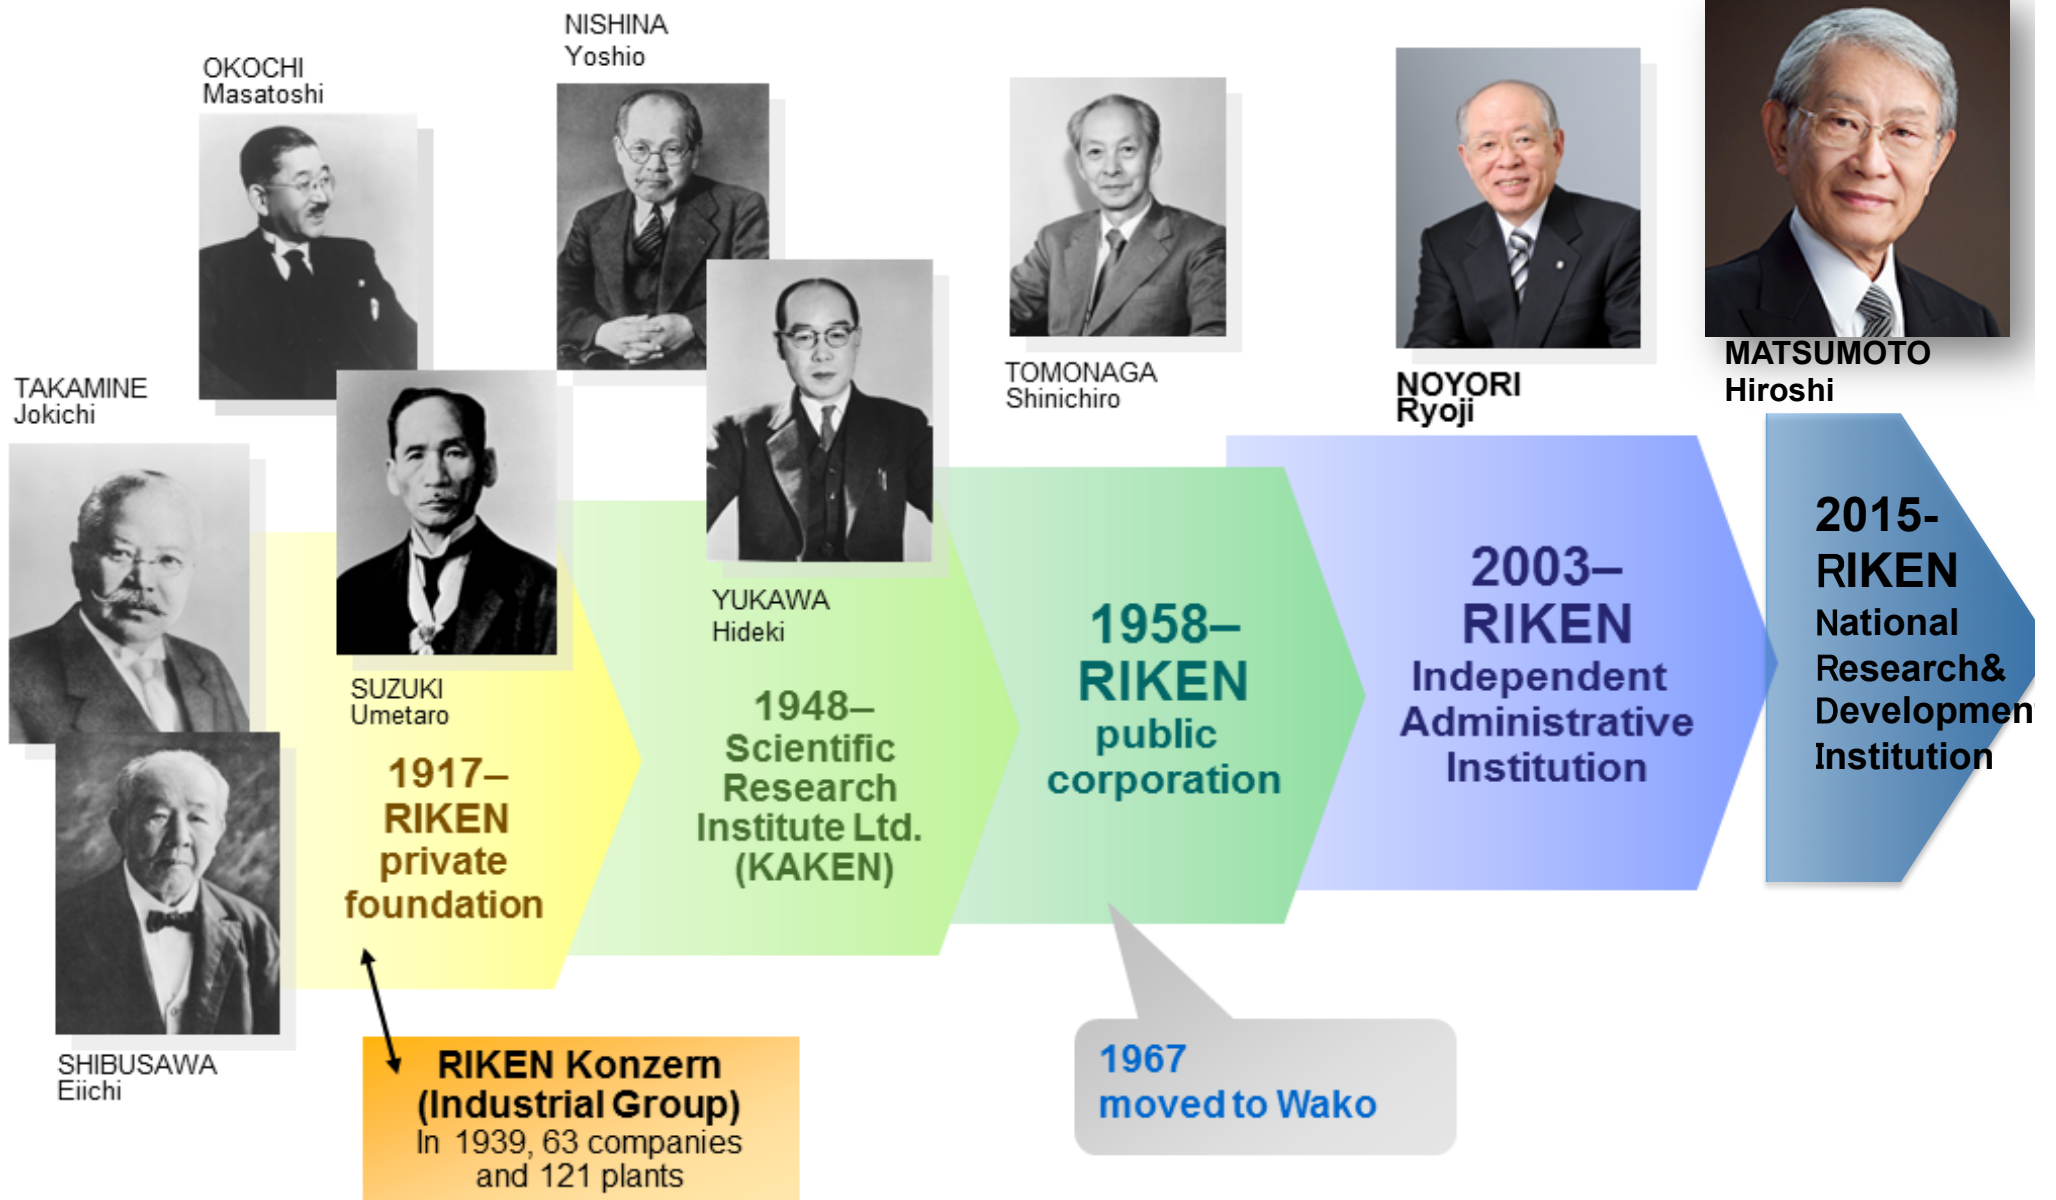 NISHINA
Yoshio
OKOCHI
Masatoshi
TAKAMINE
Jokichi
TOMONAGA
Shinichiro
NOYORI
Ryoji
MATSUMOTO
Hiroshi
YUKAWA
Hideki
SUZUKI
Umetaro
SHIBUSAWA
Eiichi
1917–
RIKEN
private
foundation
1948–
Scientific
Research
Institute Ltd.
(KAKEN)
1958–
RIKEN
public
corporation
2003–
RIKEN
Independent
Administrative
Institution
2015-
RIKEN
National
Research&
Development
Institution
RIKEN Konzern
(Industrial Group)
In 1939, 63 companies
and 121 plants
1967
moved to Wako